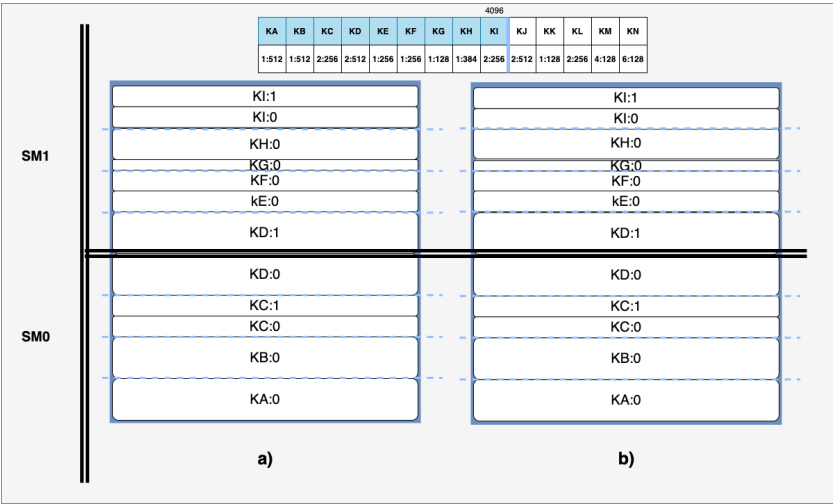 4096
KA KB KC KD KE KF KG KH KI KJ KK KL KM KN
1:512 1:512 2:256 2:512 1:256 1:256 1:128 1:384 2:256 2:512 1:128 2:256 4:128 6:128
KI:1 KI:1
KI:0 KI:0
KH:0 KH:0
SM1
KG:0 KG:0
KF:0 KF:0
kE:0 kE:0
KD:1 KD:1
KD:0 KD:0
KC:1 KC:1
KC:0 KC:0
SM0
KB:0 KB:0
KA:0 KA:0
a) b)